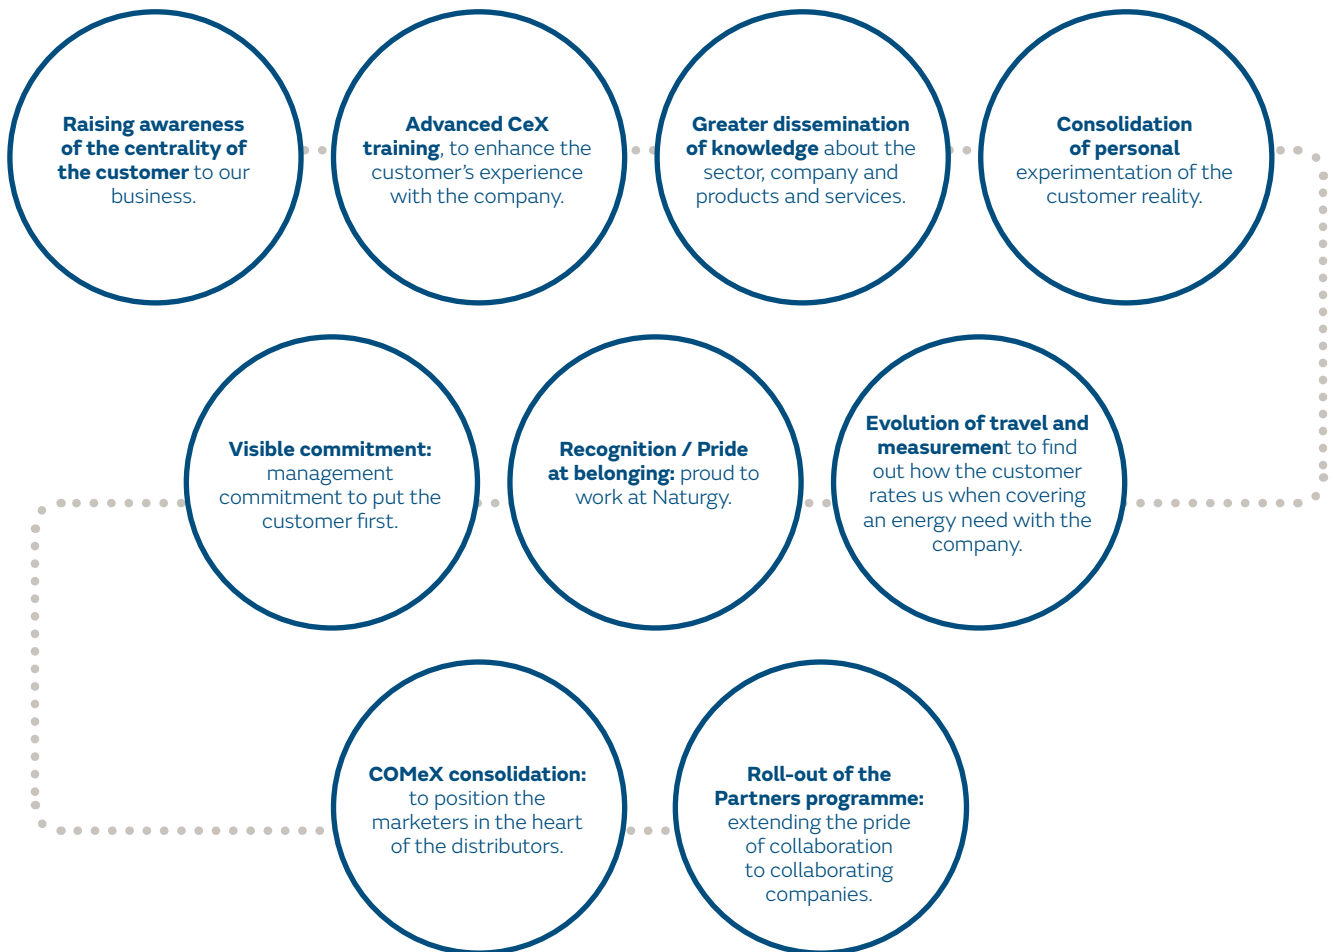 Raising awareness
of the centrality of
the customer to our
business.
Advanced CeX
training, to enhance the
customer's experience
with the company.
Greater dissemination
of knowledge about the
sector, company and
products and services.
Consolidation
of personal
experimentation of the
customer reality.
Visible commitment:
management
commitment to put the
customer first.
Recognition / Pride
at belonging: proud to
work at Naturgy.
Evolution of travel and
measurement to find
out how the customer
rates us when covering
an energy need with the
company.
COMeX consolidation:
to position the
marketers in the heart
of the distributors.
Roll-out of the
Partners programme:
extending the pride
of collaboration
to collaborating
companies.